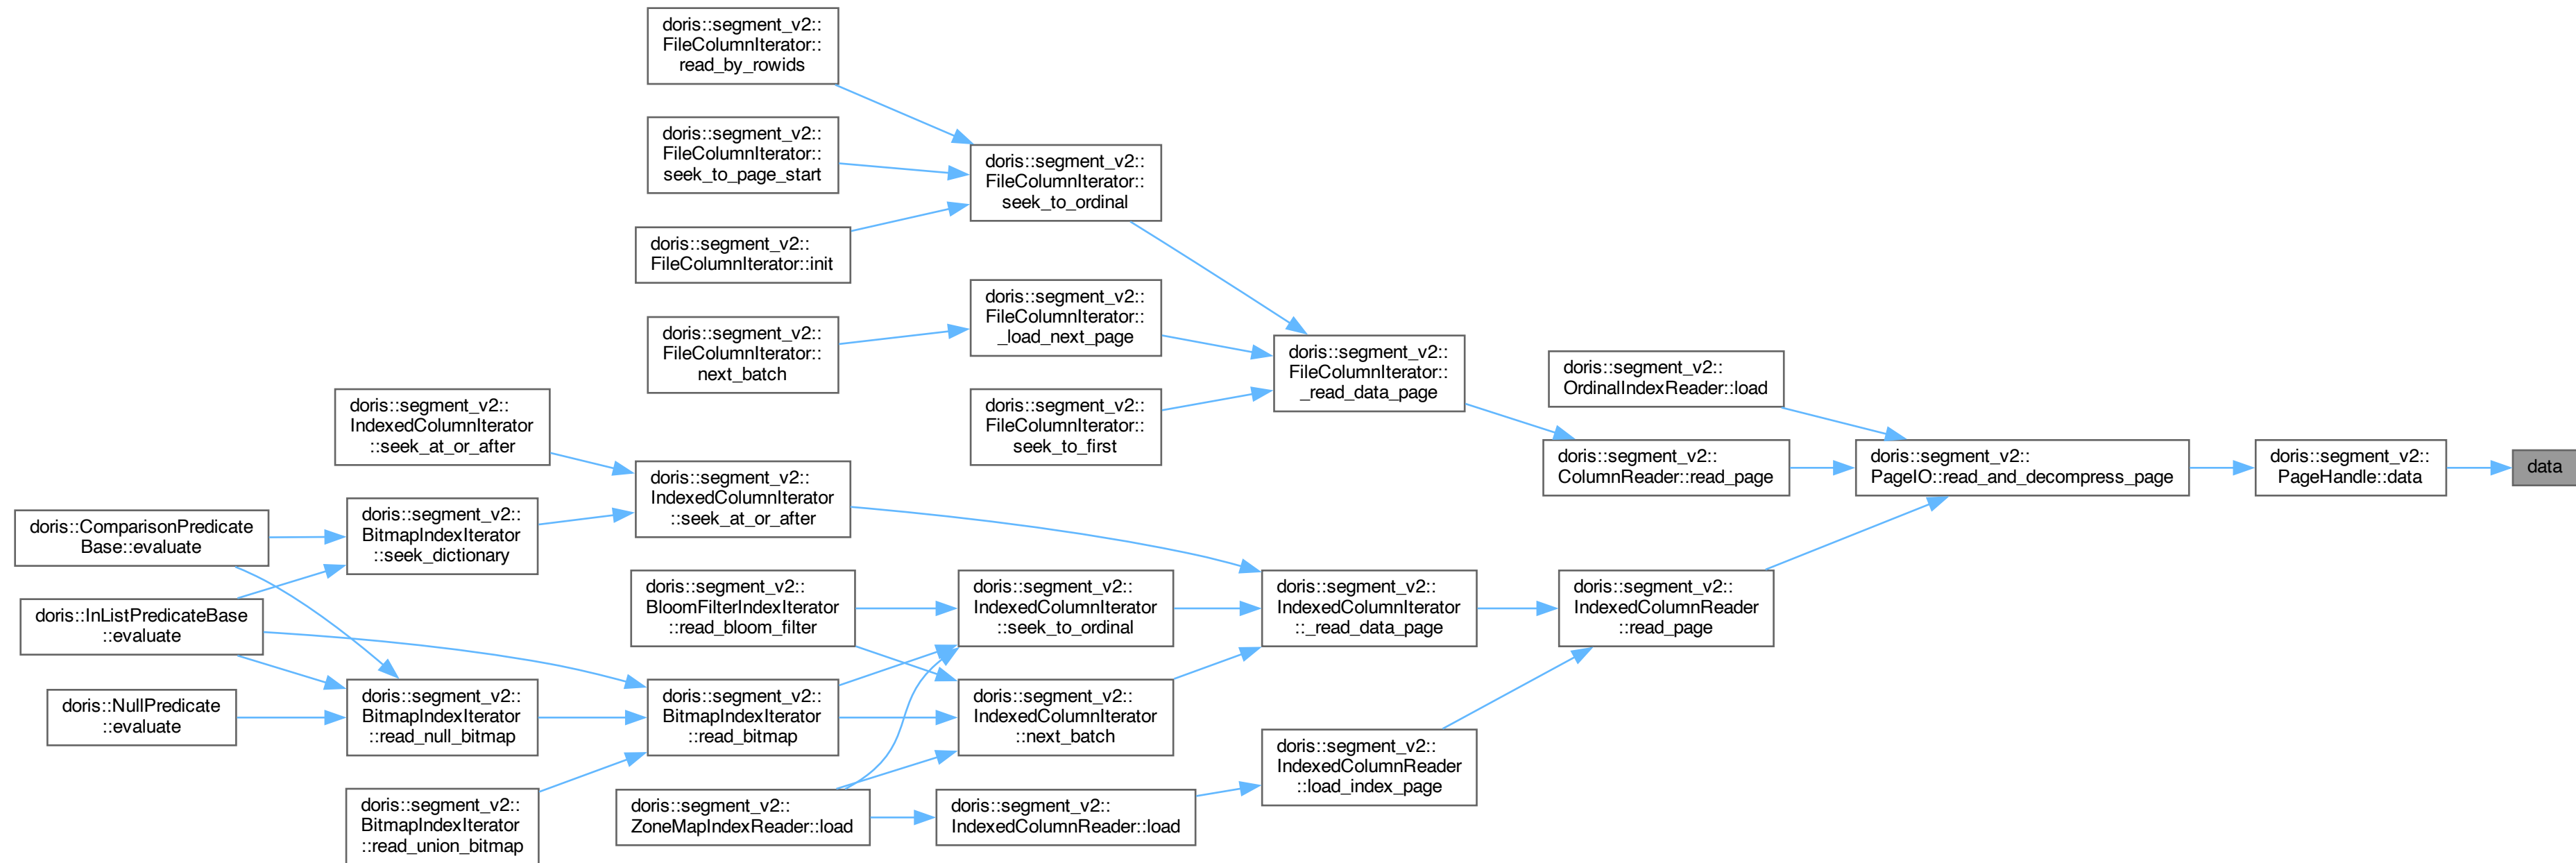 doris::segment_v2::
FileColumnIterator::
read_by_rowids
doris::segment_v2::
FileColumnIterator::
seek_to_page_start
doris::segment_v2::
FileColumnIterator::init
doris::segment_v2::
FileColumnIterator::
next_batch
doris::segment_v2::
FileColumnIterator::
seek_to_ordinal
doris::segment_v2::
FileColumnIterator::
_load_next_page
doris::segment_v2::
FileColumnIterator::
seek_to_first
doris::segment_v2::
FileColumnIterator::
_read_data_page
doris::segment_v2::
OrdinalIndexReader::load
doris::segment_v2::
ColumnReader::read_page
doris::segment_v2::
PageIO::read_and_decompress_page
doris::segment_v2::
PageHandle::data
data
doris::segment_v2::
IndexedColumnIterator
::seek_at_or_after
doris::segment_v2::
IndexedColumnIterator
::seek_at_or_after
doris::ComparisonPredicate
Base::evaluate
doris::segment_v2::
BitmapIndexIterator
::seek_dictionary
doris::InListPredicateBase
::evaluate
doris::segment_v2::
BloomFilterIndexIterator
::read_bloom_filter
doris::segment_v2::
IndexedColumnIterator
::seek_to_ordinal
doris::segment_v2::
IndexedColumnIterator
::_read_data_page
doris::segment_v2::
IndexedColumnReader
::read_page
doris::NullPredicate
::evaluate
doris::segment_v2::
BitmapIndexIterator
::read_null_bitmap
doris::segment_v2::
BitmapIndexIterator
::read_bitmap
doris::segment_v2::
IndexedColumnIterator
::next_batch
doris::segment_v2::
IndexedColumnReader
::load_index_page
doris::segment_v2::
BitmapIndexIterator
::read_union_bitmap
doris::segment_v2::
ZoneMapIndexReader::load
doris::segment_v2::
IndexedColumnReader::load